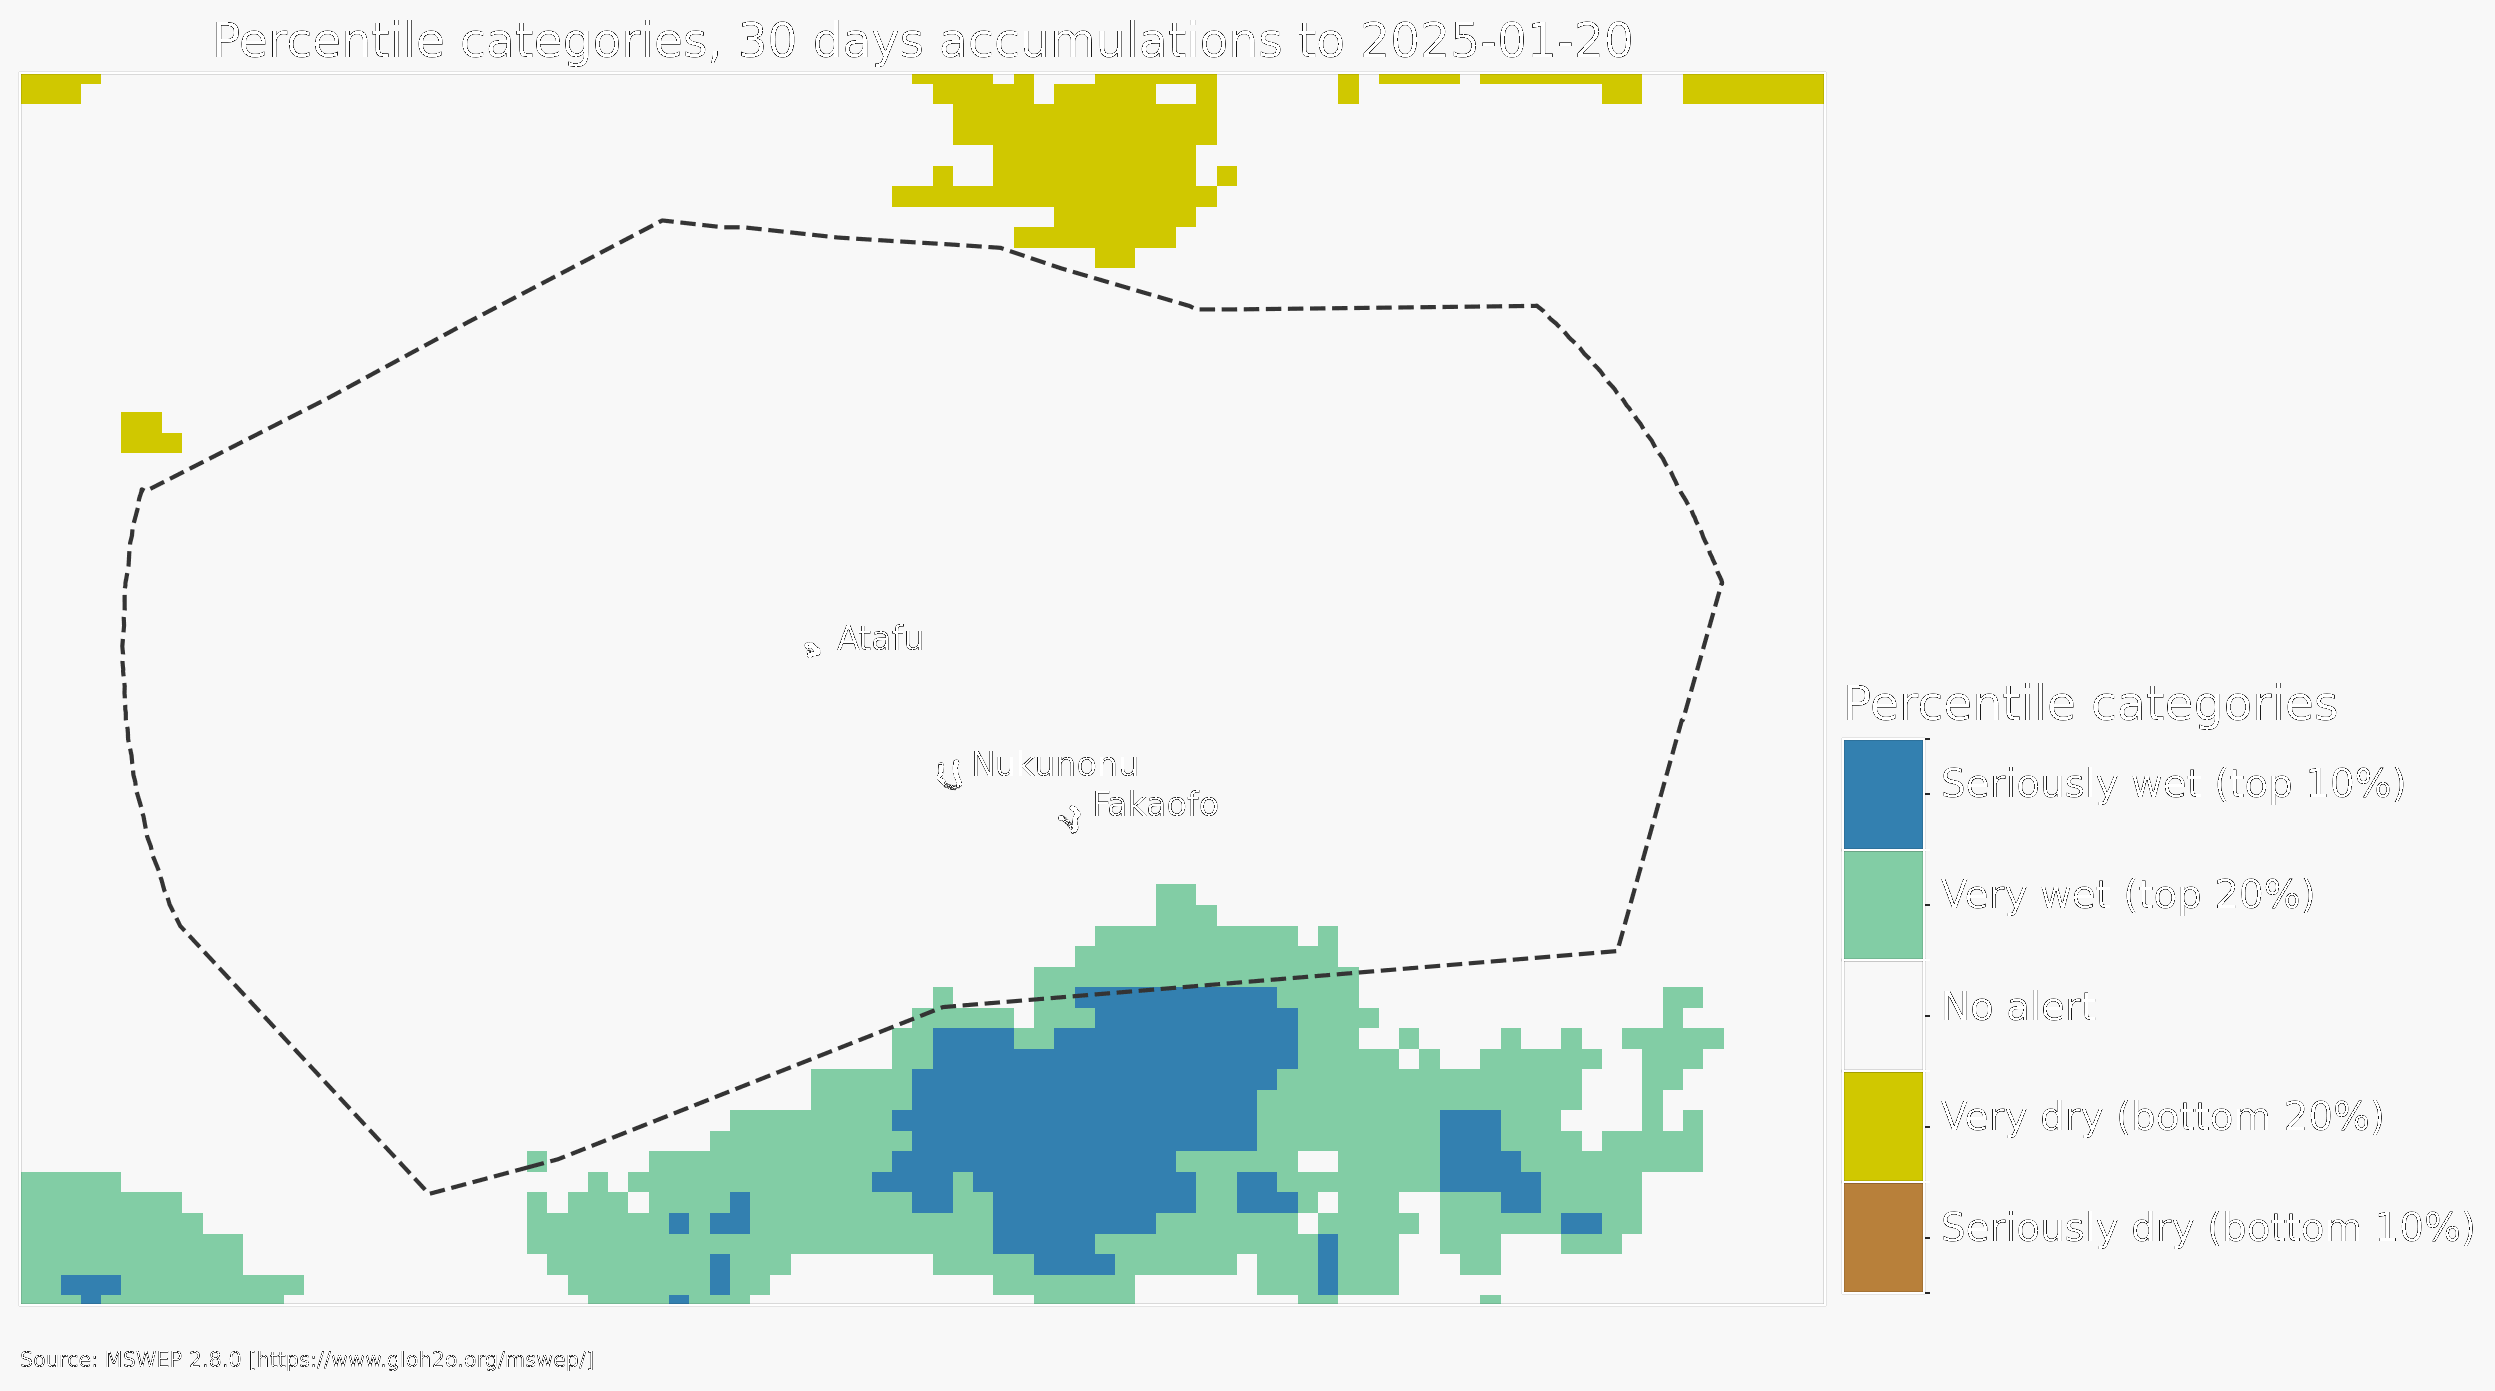 Percentile categories, 30 days accumulations to 2025-01-20
Atafu
Nukunonu
Fakaofo
Percentile categories
Seriously wet (top 10%)
Very wet (top 20%)
No alert
Very dry (bottom 20%)
Seriously dry (bottom 10%)
Source: MSWEP 2.8.0 [https://www.gloh2o.org/mswep/]